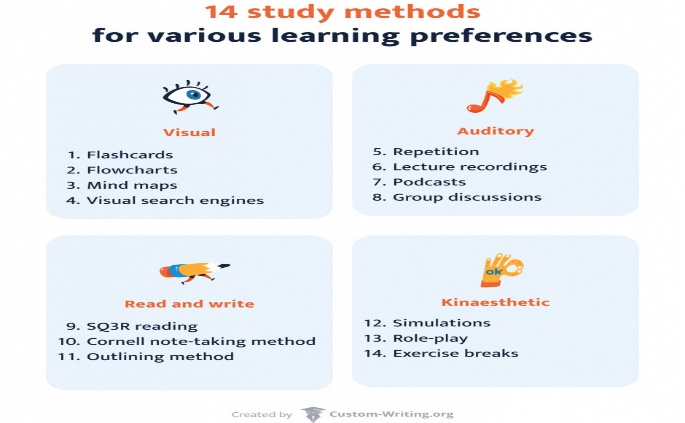 14 study methods
for various learning preferences
Visual
1. Flashcards
2. Flowcharts
3. Mind maps
4. Visual search engines
Auditory
5. Repetition
6. Lecture recordings
7. Podcasts
8. Group discussions
Read and write
9. SQ3R reading
10. Cornell note-taking method
11. Outlining method
ok
Kinaesthetic
12. Simulations
13. Role-play
14. Exercise breaks
Created by Custom-Writing.org